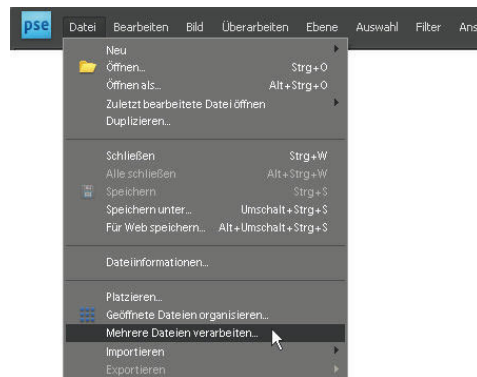 pse Datei Bearbeiten Bild Überarbeiten Ebene Auswahl Filter Ans
Neu
Öffnen... Strg+O
Öffnen als... Alt+Strg+O
Zuletzt bearbeitete Datei öffnen
Duplizieren...
Schließen Strg+W
Alle schließen Alt+Strg+W
Speichern Strg+S
Speichern unter... Umschalt+Strg+S
Für Web speichern... Alt+Umschalt+Strg+S
Dateiinformationen...
Platzieren...
Geöffnete Dateien organisieren...
Mehrere Dateien verarbeiten...
Importieren
Exportieren